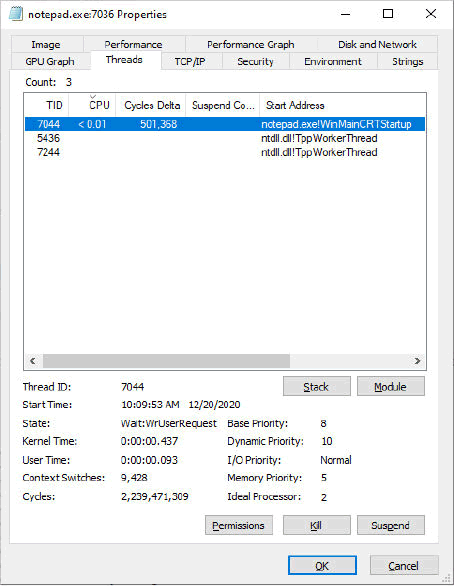 notepad.exe:7036 Properties
Image Performance Performance Graph Disk and Network
GPU Graph Threads TCP/IP Security Environment Strings
Count: 3
TID CPU Cycles Delta Suspend Co... Start Address
7044 < 0.01 501,368 notepad.exe!WinMainCRTStartup
5436 ntdll.dll!TppWorkerThread
7244 ntdll.dll!TppWorkerThread
Thread ID: 7044 Stack Module
Start Time: 10:09:53 AM 12/20/2020
State: Wait:WrUserRequest Base Priority: 8
Kernel Time: 0:00:00.437 Dynamic Priority: 10
User Time: 0:00:00.093 I/O Priority: Normal
Context Switches: 9,428 Memory Priority: 5
Cycles: 2,239,471,309 Ideal Processor: 2
Permissions Kill Suspend
OK Cancel